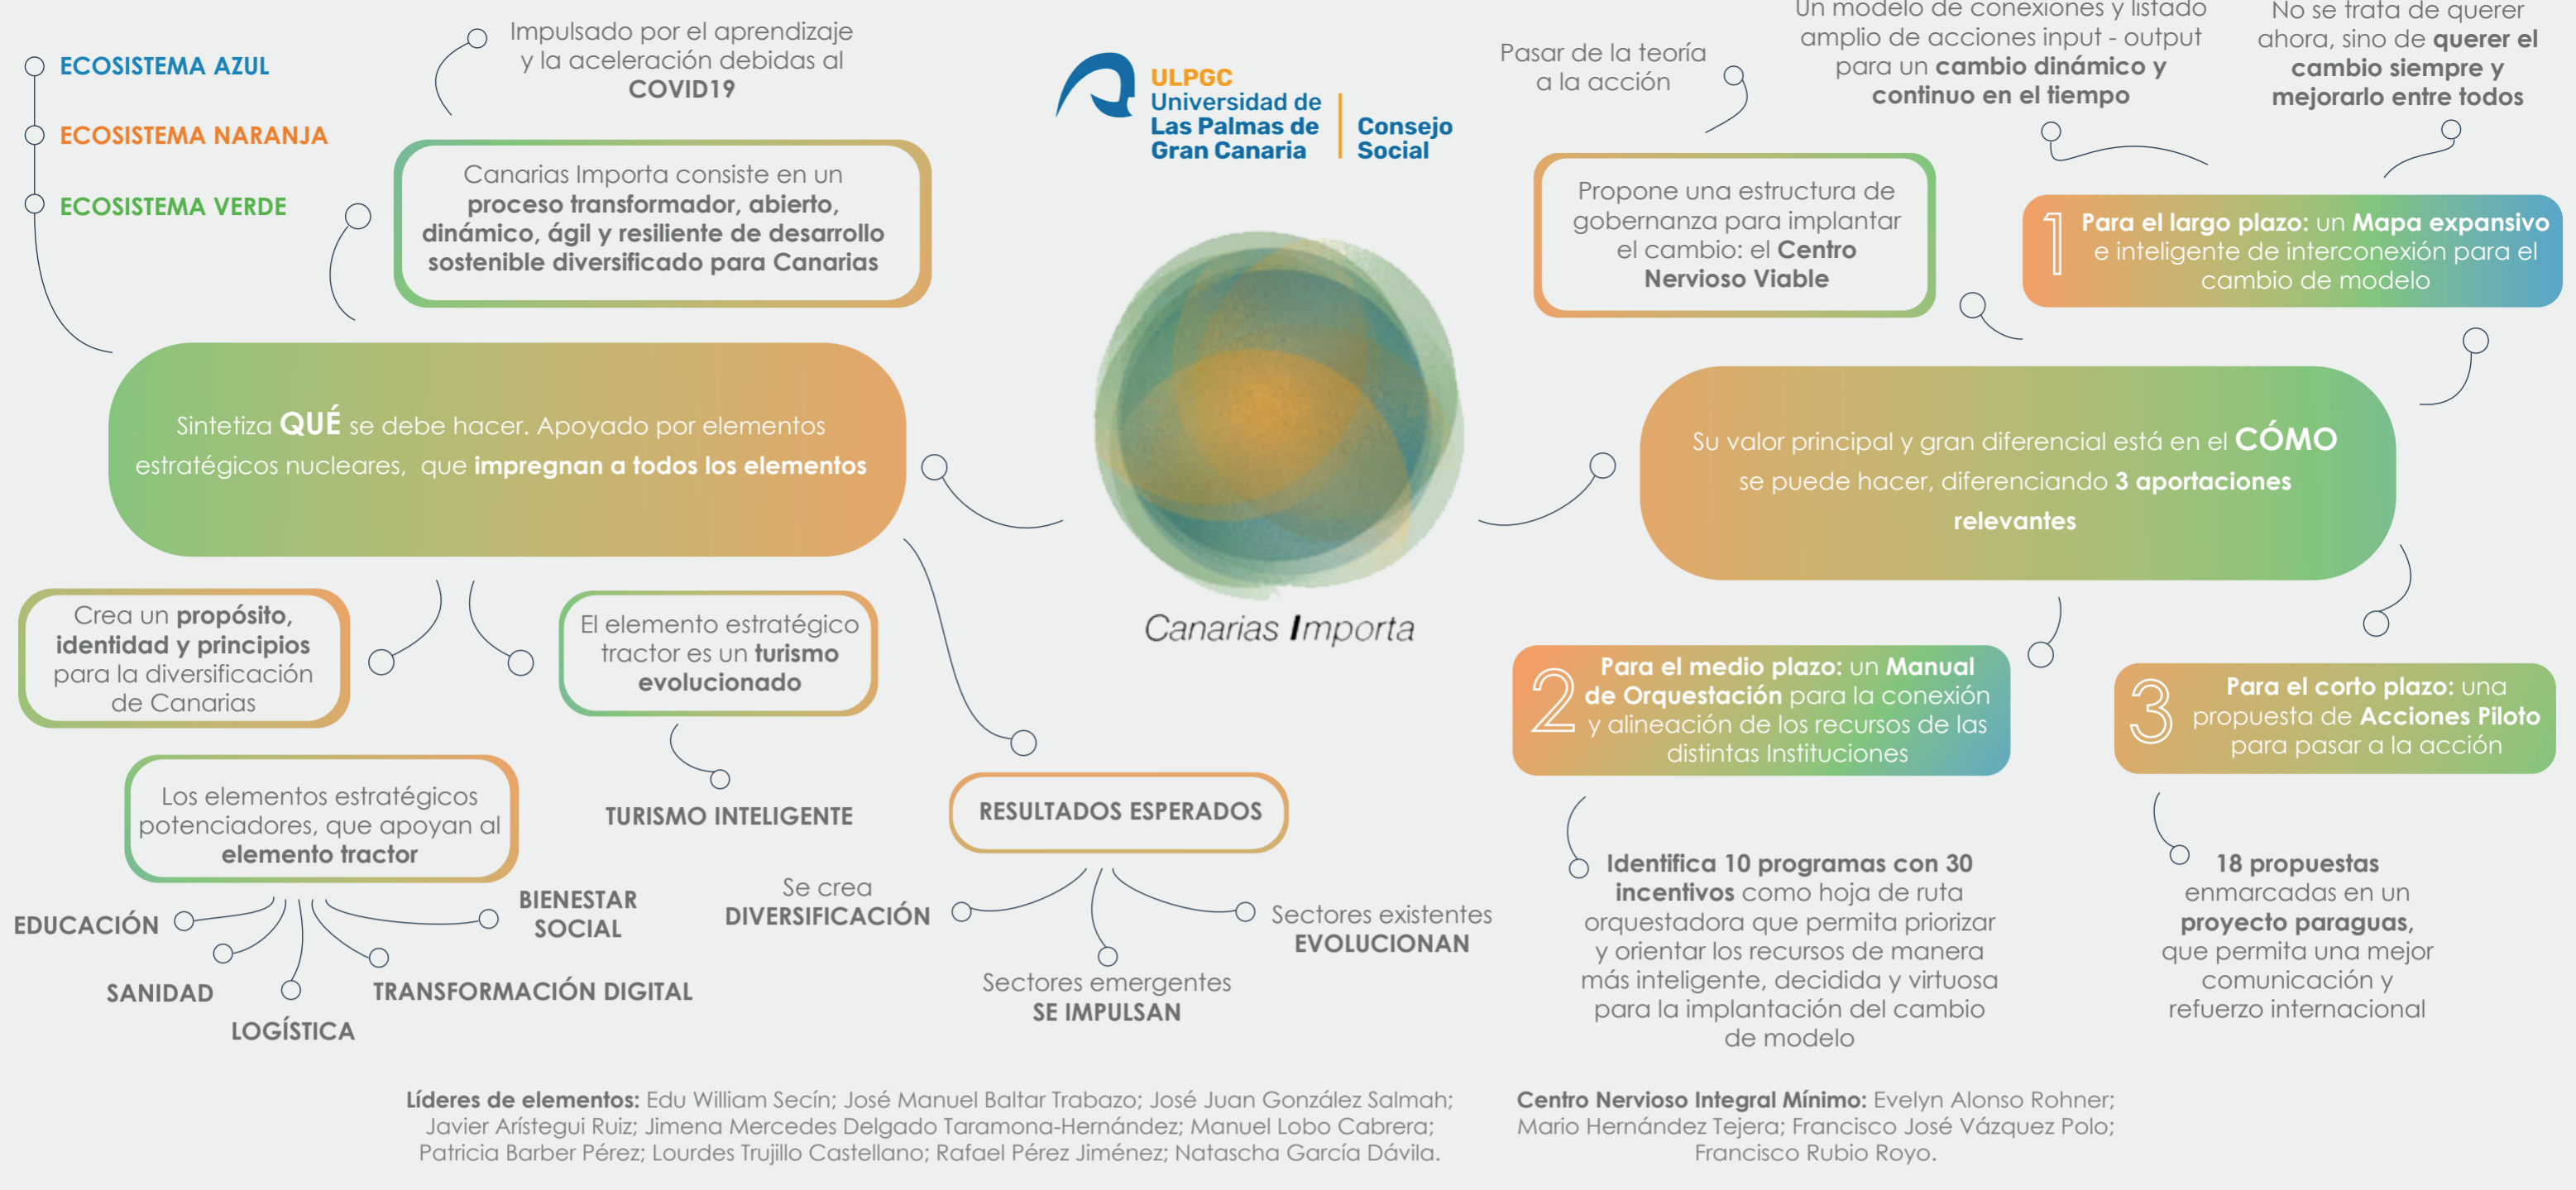 ECOSISTEMA AZUL
ECOSISTEMA NARANJA
ECOSISTEMA VERDE
Impulsado por el aprendizaje
y la aceleración debidas al
COVID19
Canarias Importa consiste en un
proceso transformador, abierto,
dinámico, ágil y resiliente de desarrollo
sostenible diversificado para Canarias
Sintetiza QUÉ se debe hacer. Apoyado por elementos
estratégicos nucleares, que impregnan a todos los elementos
Crea un propósito,
identidad y principios
para la diversificación
de Canarias
El elemento estratégico
tractor es un turismo
evolucionado
TURISMO INTELIGENTE
Los elementos estratégicos
potenciadores, que apoyan al
elemento tractor
EDUCACIÓN
SANIDAD
LOGÍSTICA
TRANSFORMACIÓN DIGITAL
BIENESTAR
SOCIAL
RESULTADOS ESPERADOS
Se crea
DIVERSIFICACIÓN
Sectores emergentes
SE IMPULSAN
Sectores existentes
EVOLUCIONAN
ULPGC
Universidad de
Las Palmas de
Gran Canaria
Consejo
Social
Canarias Importa
Pasar de la teoría
a la acción
Propone una estructura de
gobernanza para implantar
el cambio: el Centro
Nervioso Viable
Un modelo de conexiones y listado
amplio de acciones input - output
para un cambio dinámico y
continuo en el tiempo
No se trata de querer
ahora, sino de querer el
cambio siempre y
mejorarlo entre todos
1
Para el largo plazo: un Mapa expansivo
e inteligente de interconexión para el
cambio de modelo
Su valor principal y gran diferencial está en el CÓMO
se puede hacer, diferenciando 3 aportaciones
relevantes
2
Para el medio plazo: un Manual
de Orquestación para la conexión
y alineación de los recursos de las
distintas Instituciones
Identifica 10 programas con 30
incentivos como hoja de ruta
orquestadora que permita priorizar
y orientar los recursos de manera
más inteligente, decidida y virtuosa
para la implantación del cambio
de modelo
3
Para el corto plazo: una
propuesta de Acciones Piloto
para pasar a la acción
18 propuestas
enmarcadas en un
proyecto paraguas,
que permita una mejor
comunicación y
refuerzo internacional
Líderes de elementos: Edu William Secín; José Manuel Baltar Trabazo; José Juan González Salmah;
Javier Arístegui Ruiz; Jimena Mercedes Delgado Taramona-Hernández; Manuel Lobo Cabrera;
Patricia Barber Pérez; Lourdes Trujillo Castellano; Rafael Pérez Jiménez; Natascha García Dávila.
Centro Nervioso Integral Mínimo: Evelyn Alonso Rohner;
Mario Hernández Tejera; Francisco José Vázquez Polo;
Francisco Rubio Royo.